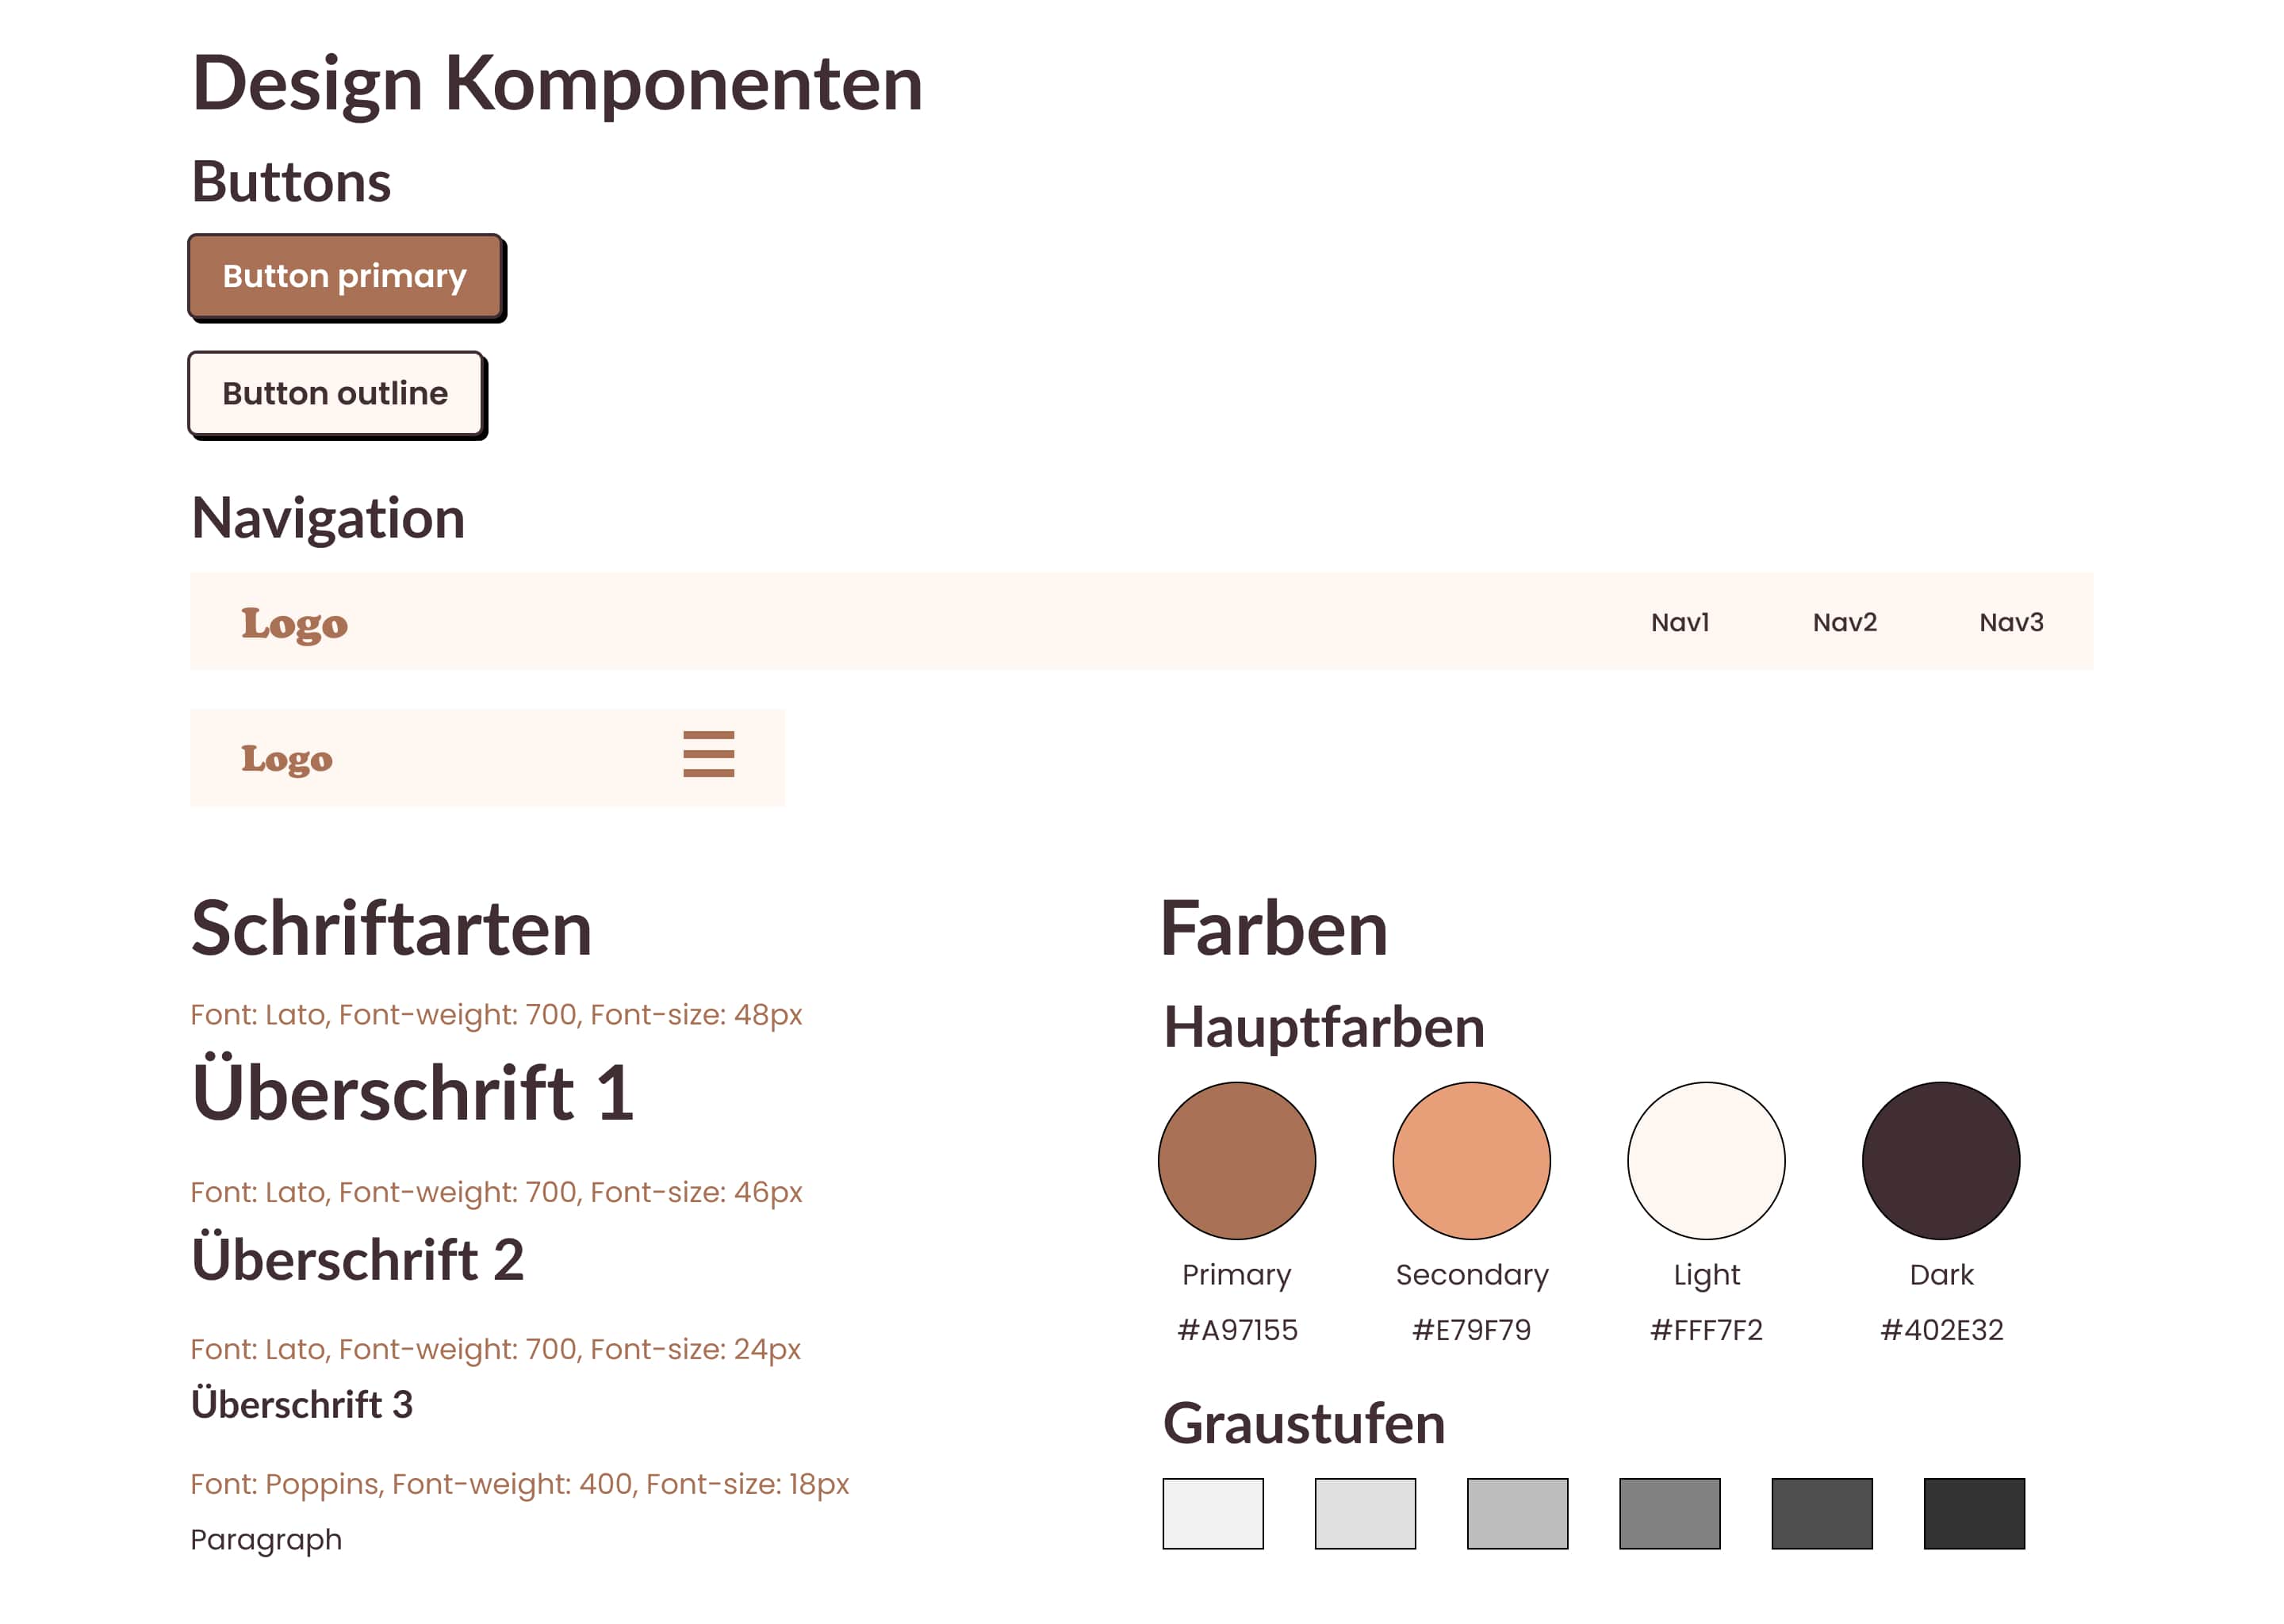 Design Komponenten
Buttons
Button primary
Button outline
Navigation
Logo Nav1 Nav2 Nav3
Logo
Schriftarten
Font: Lato, Font-weight: 700, Font-size: 48px
Überschrift 1
Font: Lato, Font-weight: 700, Font-size: 46px
Überschrift 2
Font: Lato, Font-weight: 700, Font-size: 24px
Überschrift 3
Font: Poppins, Font-weight: 400, Font-size: 18px
Paragraph
Farben
Hauptfarben
Primary Secondary Light Dark
#A97155 #E79F79 #FFF7F2 #402E32
Graustufen